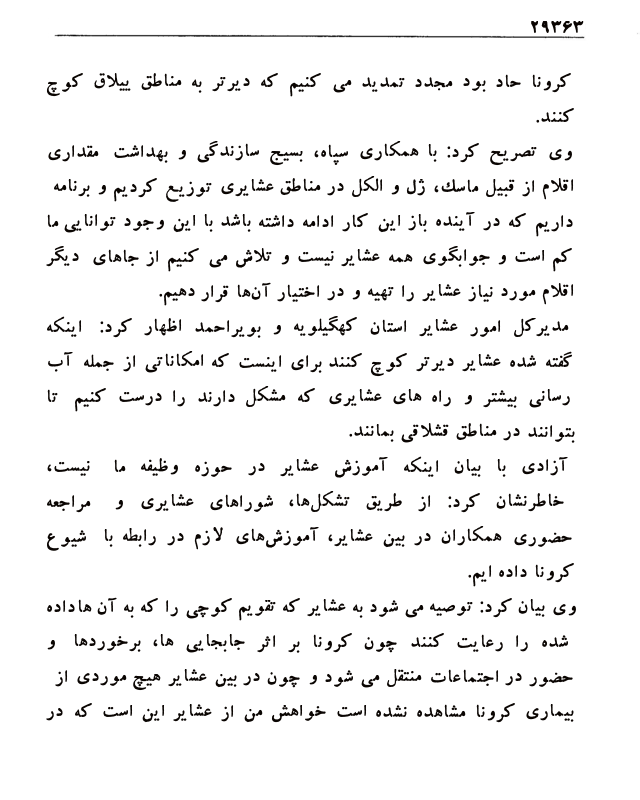 ۲۹۳۶۳
کرونا حاد بود مجدد تمدید می کنیم که دیرتر به مناطق ییلاق کوچ
کنند.
وی تصریح کرد: با همکاری سپاه، بسیج سازندگی و بهداشت مقداری
اقلام از قبیل ماسک، ژل و الکل در مناطق عشایری توزیع کردیم و برنامه
داریم که در آینده باز این کار ادامه داشته باشد با این وجود توانایی ما
کم است و جوابگوی همه عشایر نیست و تلاش می کنیم از جاهای دیگر
اقلام مورد نیاز عشایر را تهیه و در اختیار آن‌ها قرار دهیم.
مدیرکل امور عشایر استان کهگیلویه و بویراحمد اظهار کرد: اینکه
گفته شده عشایر دیرتر کوچ کنند برای اینست که امکاناتی از جمله آب
رسانی بیشتر و راه های عشایری که مشکل دارند را درست کنیم تا
بتوانند در مناطق قشلاقی بمانند.
آزادی با بیان اینکه آموزش عشایر در حوزه وظیفه ما نیست،
خاطرنشان کرد: از طریق تشکل‌ها، شوراهای عشایری و مراجعه
حضوری همکاران در بین عشایر، آموزش‌های لازم در رابطه با شیوع
کرونا داده ایم.
وی بیان کرد: توصیه می شود به عشایر که تقویم کوچی را که به آن ها داده
شده را رعایت کنند چون کرونا بر اثر جابجایی ها، برخوردها و
حضور در اجتماعات منتقل می شود و چون در بین عشایر هیچ موردی از
بیماری کرونا مشاهده نشده است خواهش من از عشایر این است که در